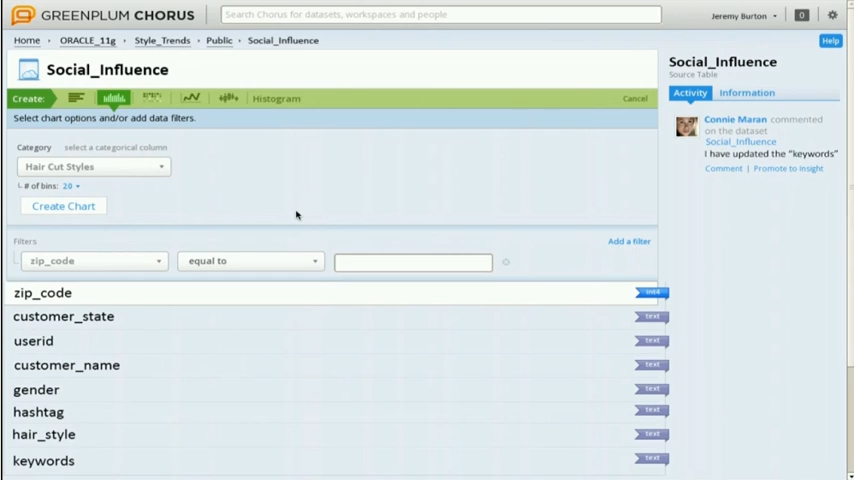 GREENPLUM CHORUS
Search Chorus for datasets, workspaces and people
Jeremy Burton
0
Home ORACLE_11g Style_Trends Public Social_Influence
Help
Social_Influence
Create: Histogram Cancel
Select chart options and/or add data filters.
Category select a categorical column
Hair Cut Styles
# of bins: 20
Create Chart
Filters
Add a filter
zip_code equal to
zip_code int4
customer_state text
userid text
customer_name text
gender text
hashtag text
hair_style text
keywords text
Social_Influence
Source Table
Activity Information
Connie Maran commented
on the dataset
Social_Influence
I have updated the “keywords”
Comment | Promote to Insight